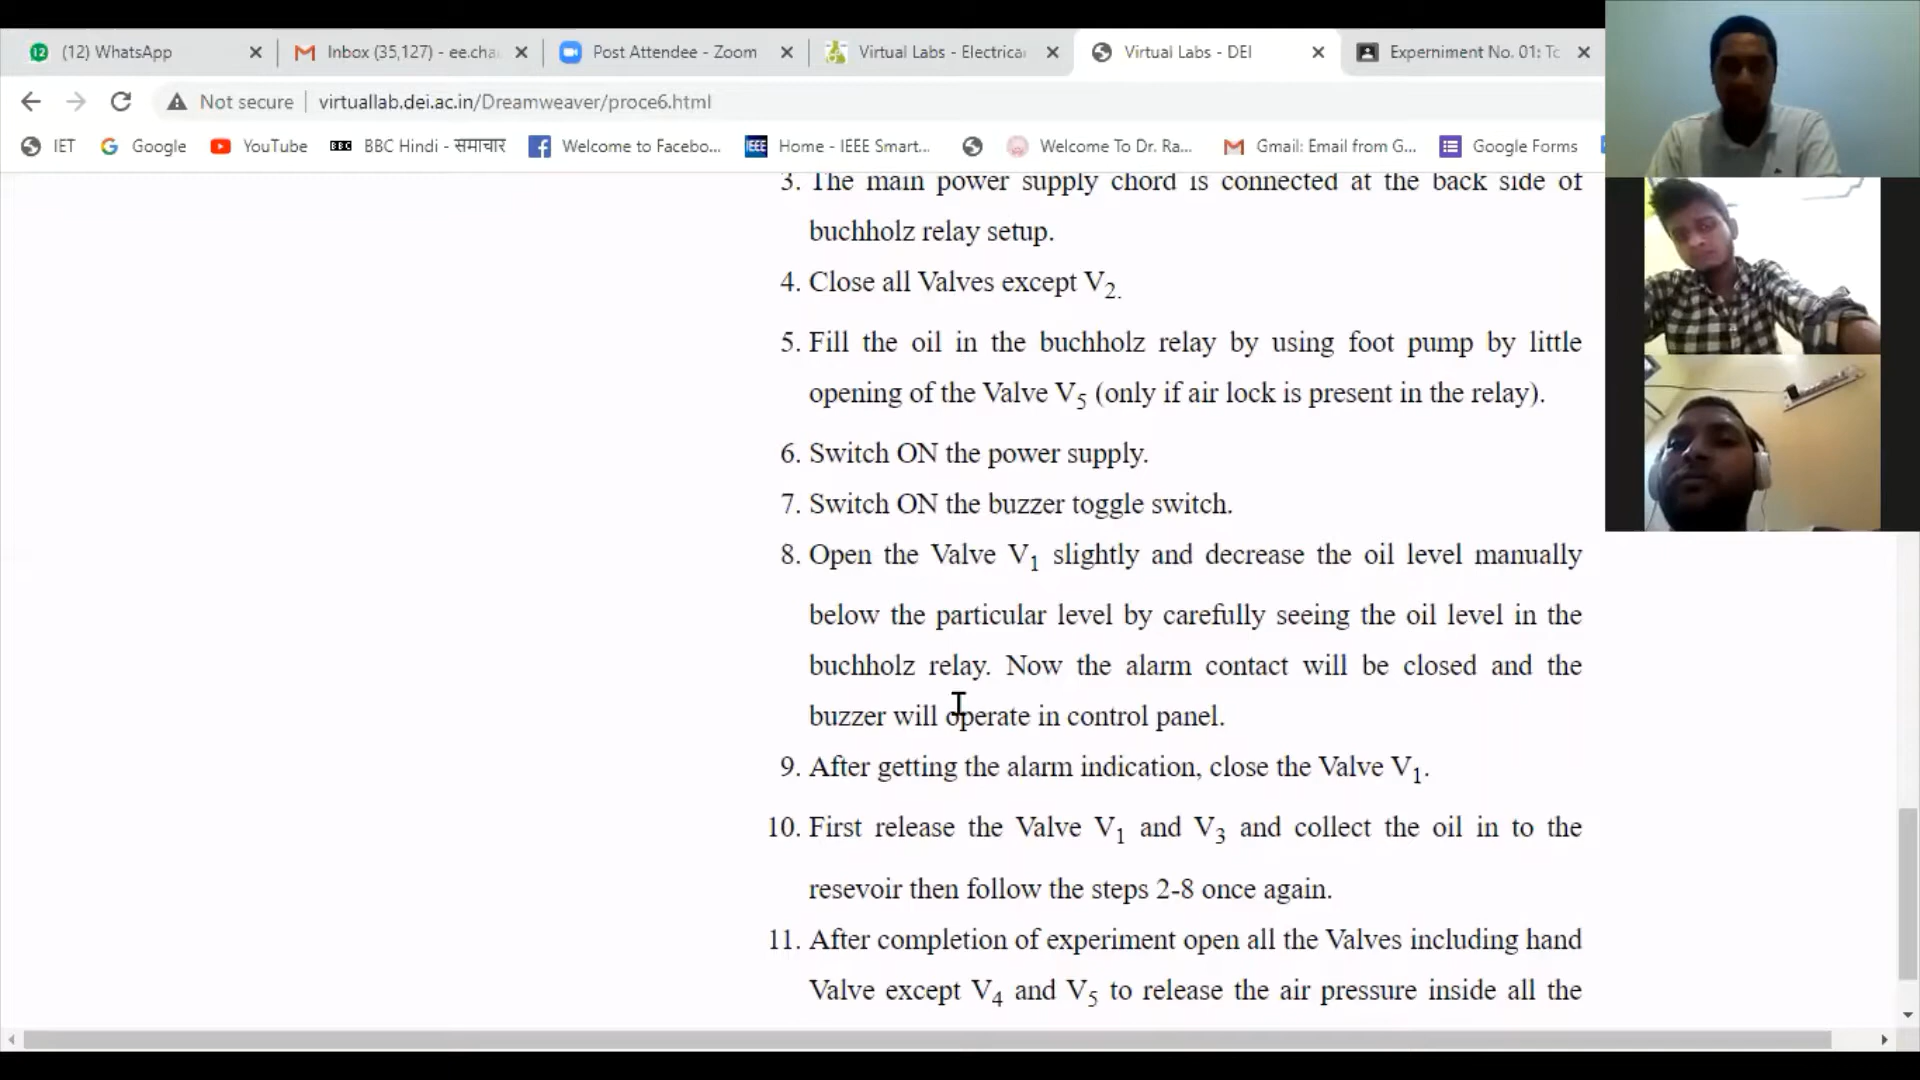 12 (12) WhatsApp
Inbox (35,127) - ee.cha
Post Attendee - Zoom
Virtual Labs - Electrica
Virtual Labs - DEI
Experniment No. 01: Tc
Not secure virtuallab.dei.ac.in/Dreamweaver/proce6.html
IET Google YouTube BBC BBC Hindi - समाचार Welcome to Facebo... IEEE Home - IEEE Smart... Welcome To Dr. Ra... Gmail: Email from G... Google Forms
3. The main power supply chord is connected at the back side of
buchholz relay setup.
4. Close all Valves except V2.
5. Fill the oil in the buchholz relay by using foot pump by little
opening of the Valve V5 (only if air lock is present in the relay).
6. Switch ON the power supply.
7. Switch ON the buzzer toggle switch.
8. Open the Valve V1 slightly and decrease the oil level manually
below the particular level by carefully seeing the oil level in the
buchholz relay. Now the alarm contact will be closed and the
buzzer will operate in control panel.
9. After getting the alarm indication, close the Valve V1.
10. First release the Valve V1 and V3 and collect the oil in to the
resevoir then follow the steps 2-8 once again.
11. After completion of experiment open all the Valves including hand
Valve except V4 and V5 to release the air pressure inside all the